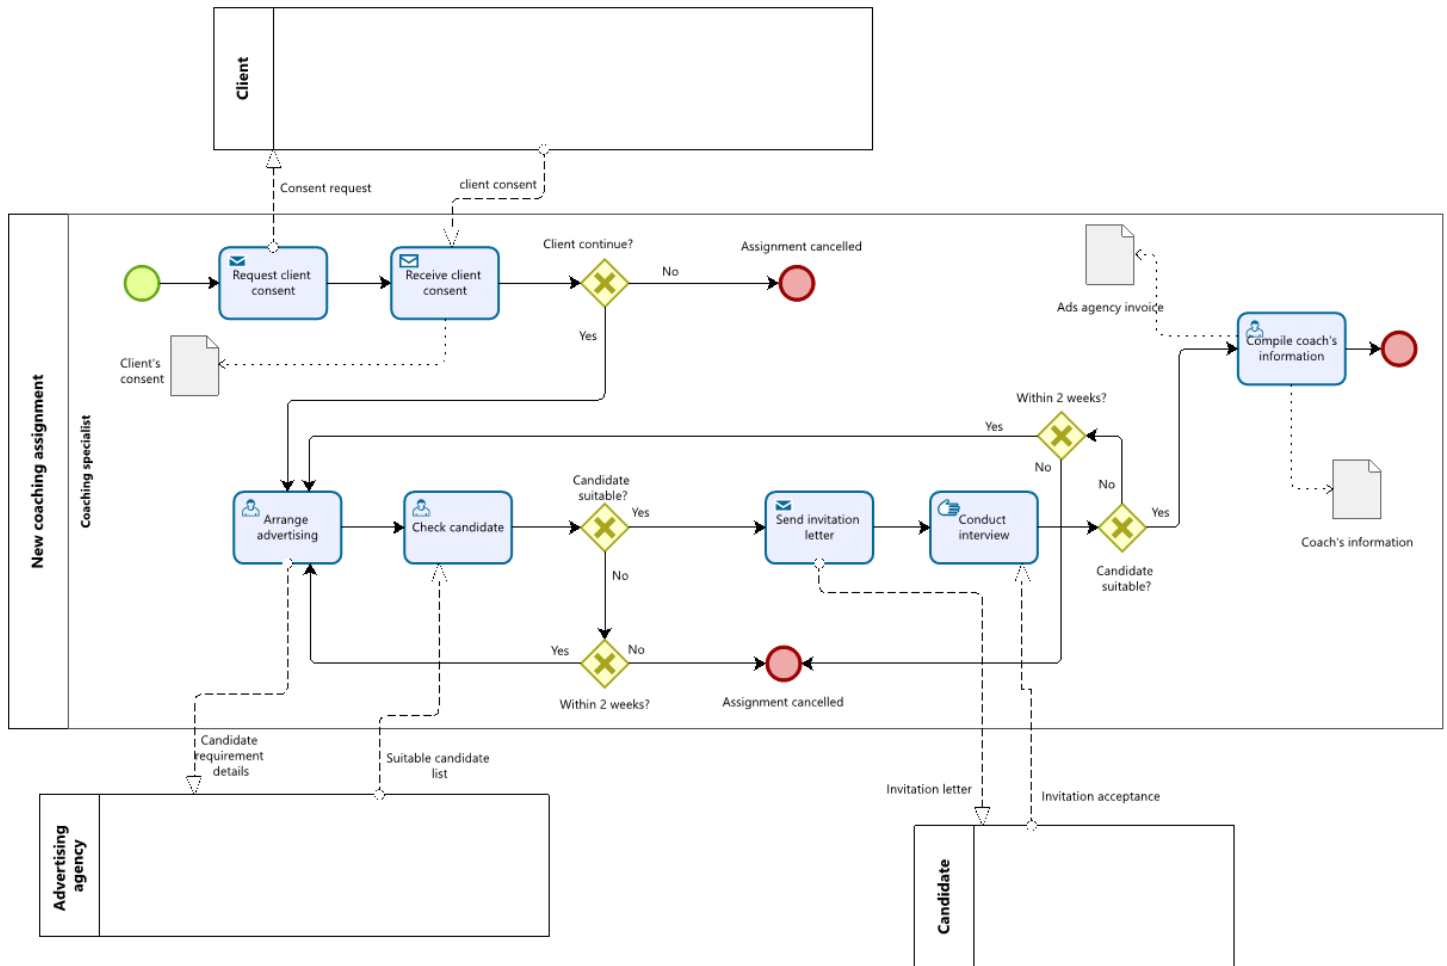 Client
Consent request
client consent
New coaching assignment
Coaching specialist
Request client
consent
Receive client
consent
Client continue?
No
Yes
Assignment cancelled
Client's
consent
Ads agency invoice
Compile coach's
information
Coach's information
Within 2 weeks?
Yes
No
No
Arrange
advertising
Check candidate
Candidate
suitable?
Yes
No
Send invitation
letter
Conduct
interview
Yes
Candidate
suitable?
Yes
No
Within 2 weeks?
Assignment cancelled
Candidate
requirement
details
Suitable candidate
list
Invitation letter
Invitation acceptance
Advertising
agency
Candidate